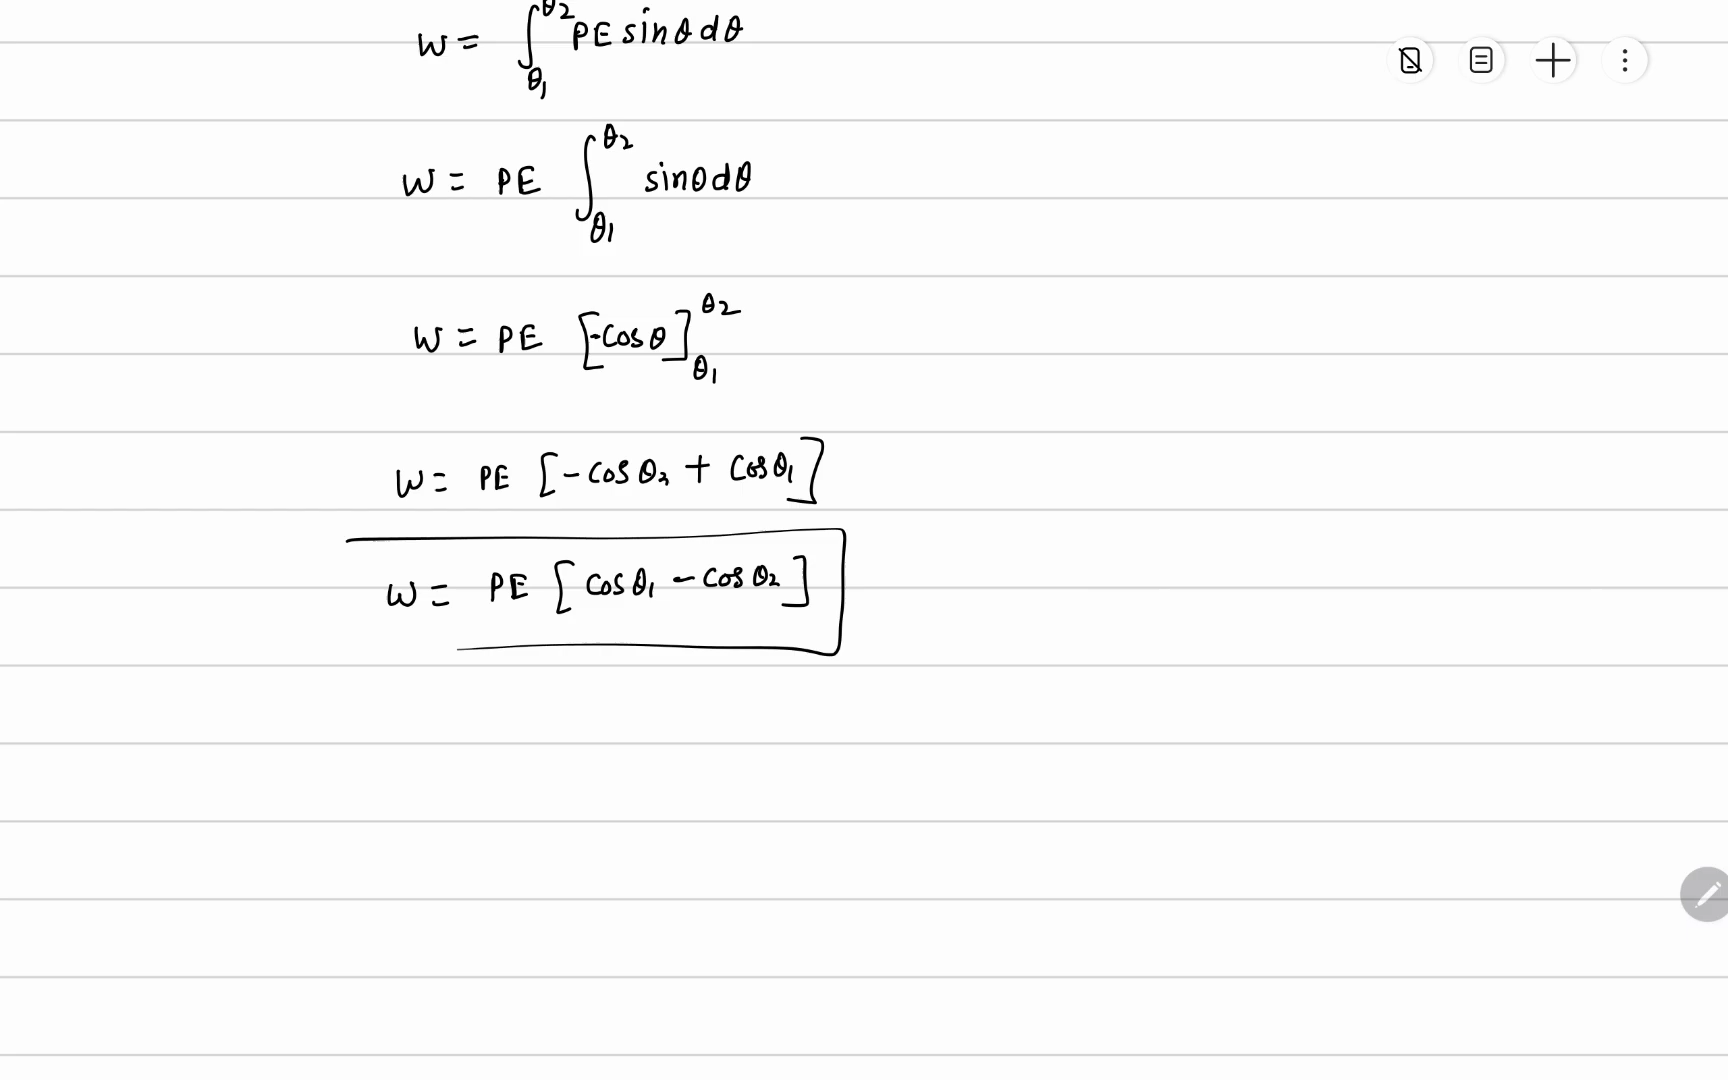 W = ∫_{θ1}^{θ2} PE sinθ dθ
W = PE ∫_{θ1}^{θ2} sinθ dθ
W = PE [-cosθ]_{θ1}^{θ2}
W = PE [-cosθ2 + cosθ1]
W = PE [cosθ1 - cosθ2]